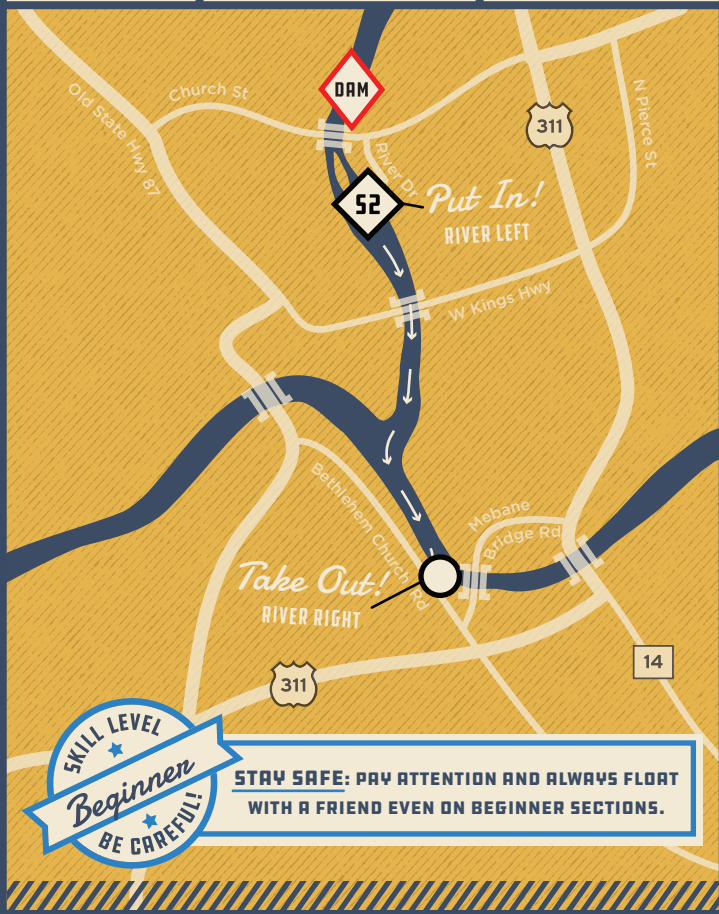 DAM
Church St
Old State Hwy 87
N Pierce St
311
River Dr
52
Put In!
RIVER LEFT
W Kings Hwy
Bethlehem Church Rd
Mebane
Bridge Rd
Take Out!
RIVER RIGHT
14
311
SKILL LEVEL
Beginner
BE CAREFUL!
STAY SAFE: PAY ATTENTION AND ALWAYS FLOAT
WITH A FRIEND EVEN ON BEGINNER SECTIONS.